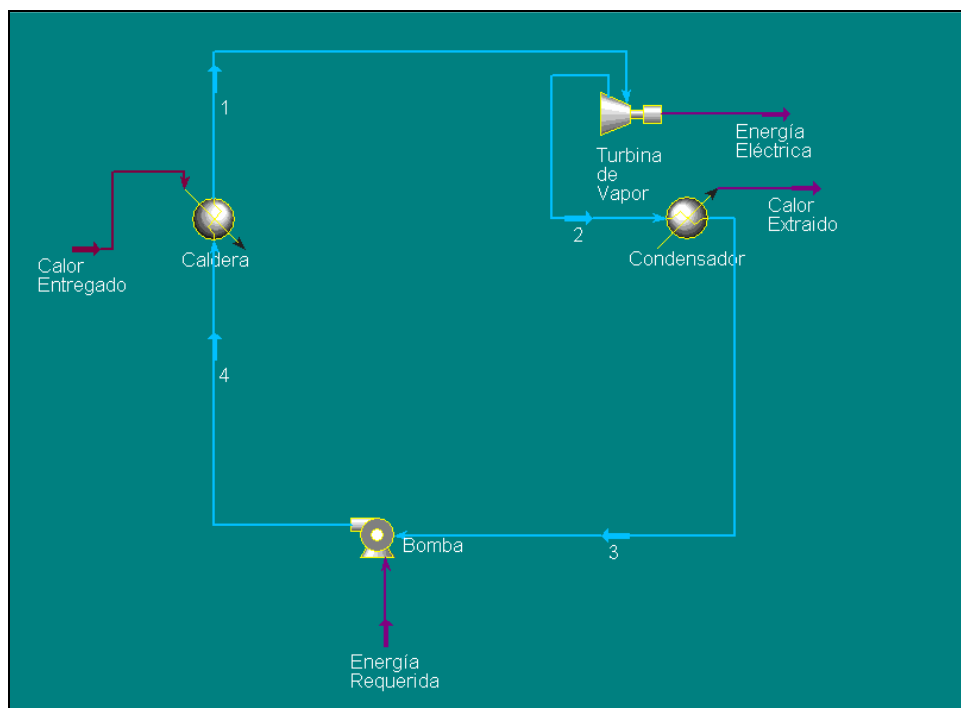 1
Turbina
de
Vapor
Energía
Eléctrica
Calor
Entregado
Caldera
2
Condensador
Calor
Extraido
4
Bomba
3
Energía
Requerida